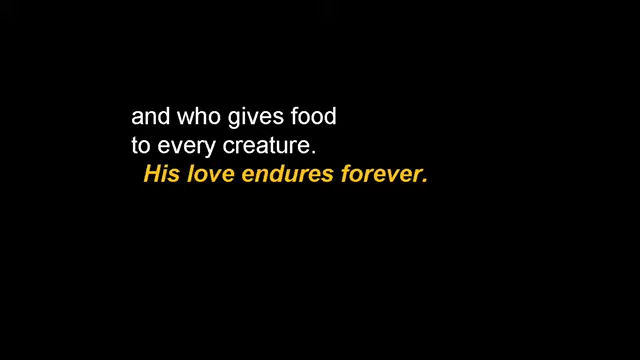 and who gives food
to every creature.
His love endures forever.